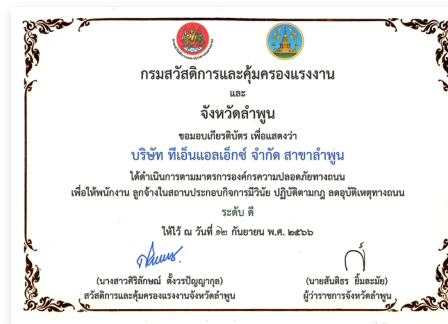 กรมสวัสดิการและคุ้มครองแรงงาน
และ
จังหวัดลำพูน
ขอมอบเกียรติบัตร เพื่อแสดงว่า
บริษัท ทีเอ็นแอลเอ็กซ์ จำกัด สาขาลำพูน
ได้ดำเนินการตามมาตรการองค์กรความปลอดภัยทางถนน
เพื่อให้พนักงาน ลูกจ้างในสถานประกอบกิจการมีวินัย ปฏิบัติตามกฎ ลดอุบัติเหตุทางถนน
ระดับ ดี
ให้ไว้ ณ วันที่ ๑๒ กันยายน พ.ศ. ๒๕๖๖
(นางสาวศิริลักษณ์ ตั้งวรปัญญากุล) (นายสันติธร ยิ้มละมัย)
สวัสดิการและคุ้มครองแรงงานจังหวัดลำพูน ผู้ว่าราชการจังหวัดลำพูน